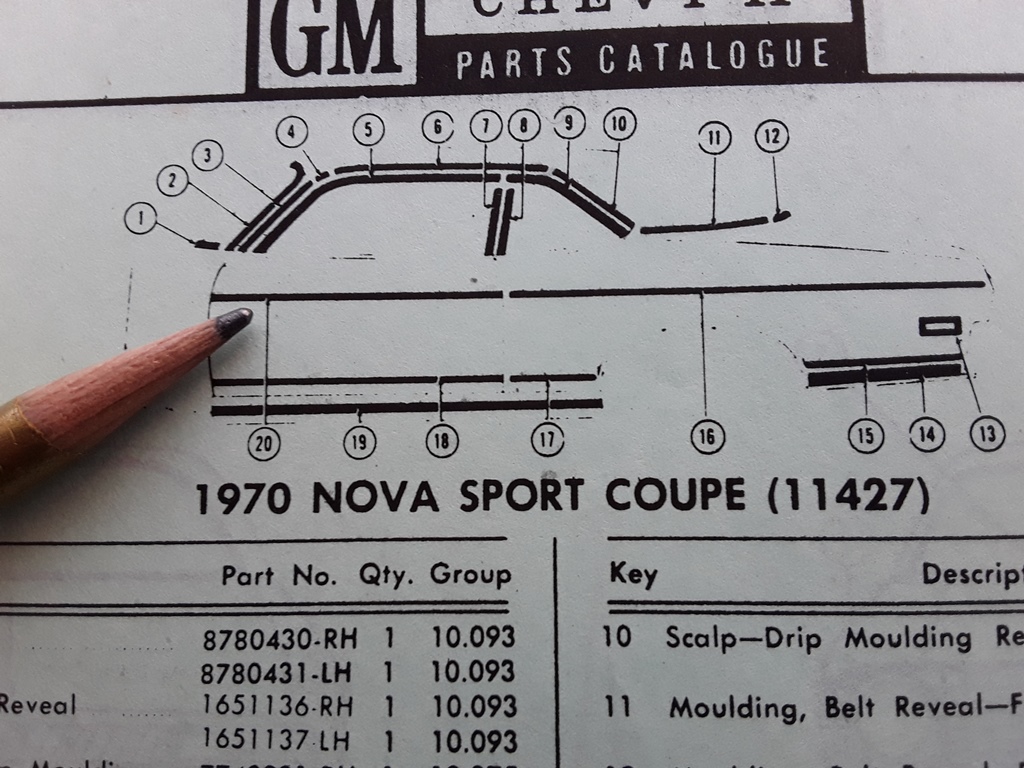 GM
PARTS CATALOGUE
4 5 6 7 8 9 10 11 12
3
2
1
20 19 18 17 16 15 14 13
1970 NOVA SPORT COUPE (11427)
Part No. Qty. Group
8780430-RH 1 10.093
8780431-LH 1 10.093
Reveal 1651136-RH 1 10.093
1651137-LH 1 10.093
Key
10 Scalp—Drip Moulding
11 Moulding, Belt Reveal—F